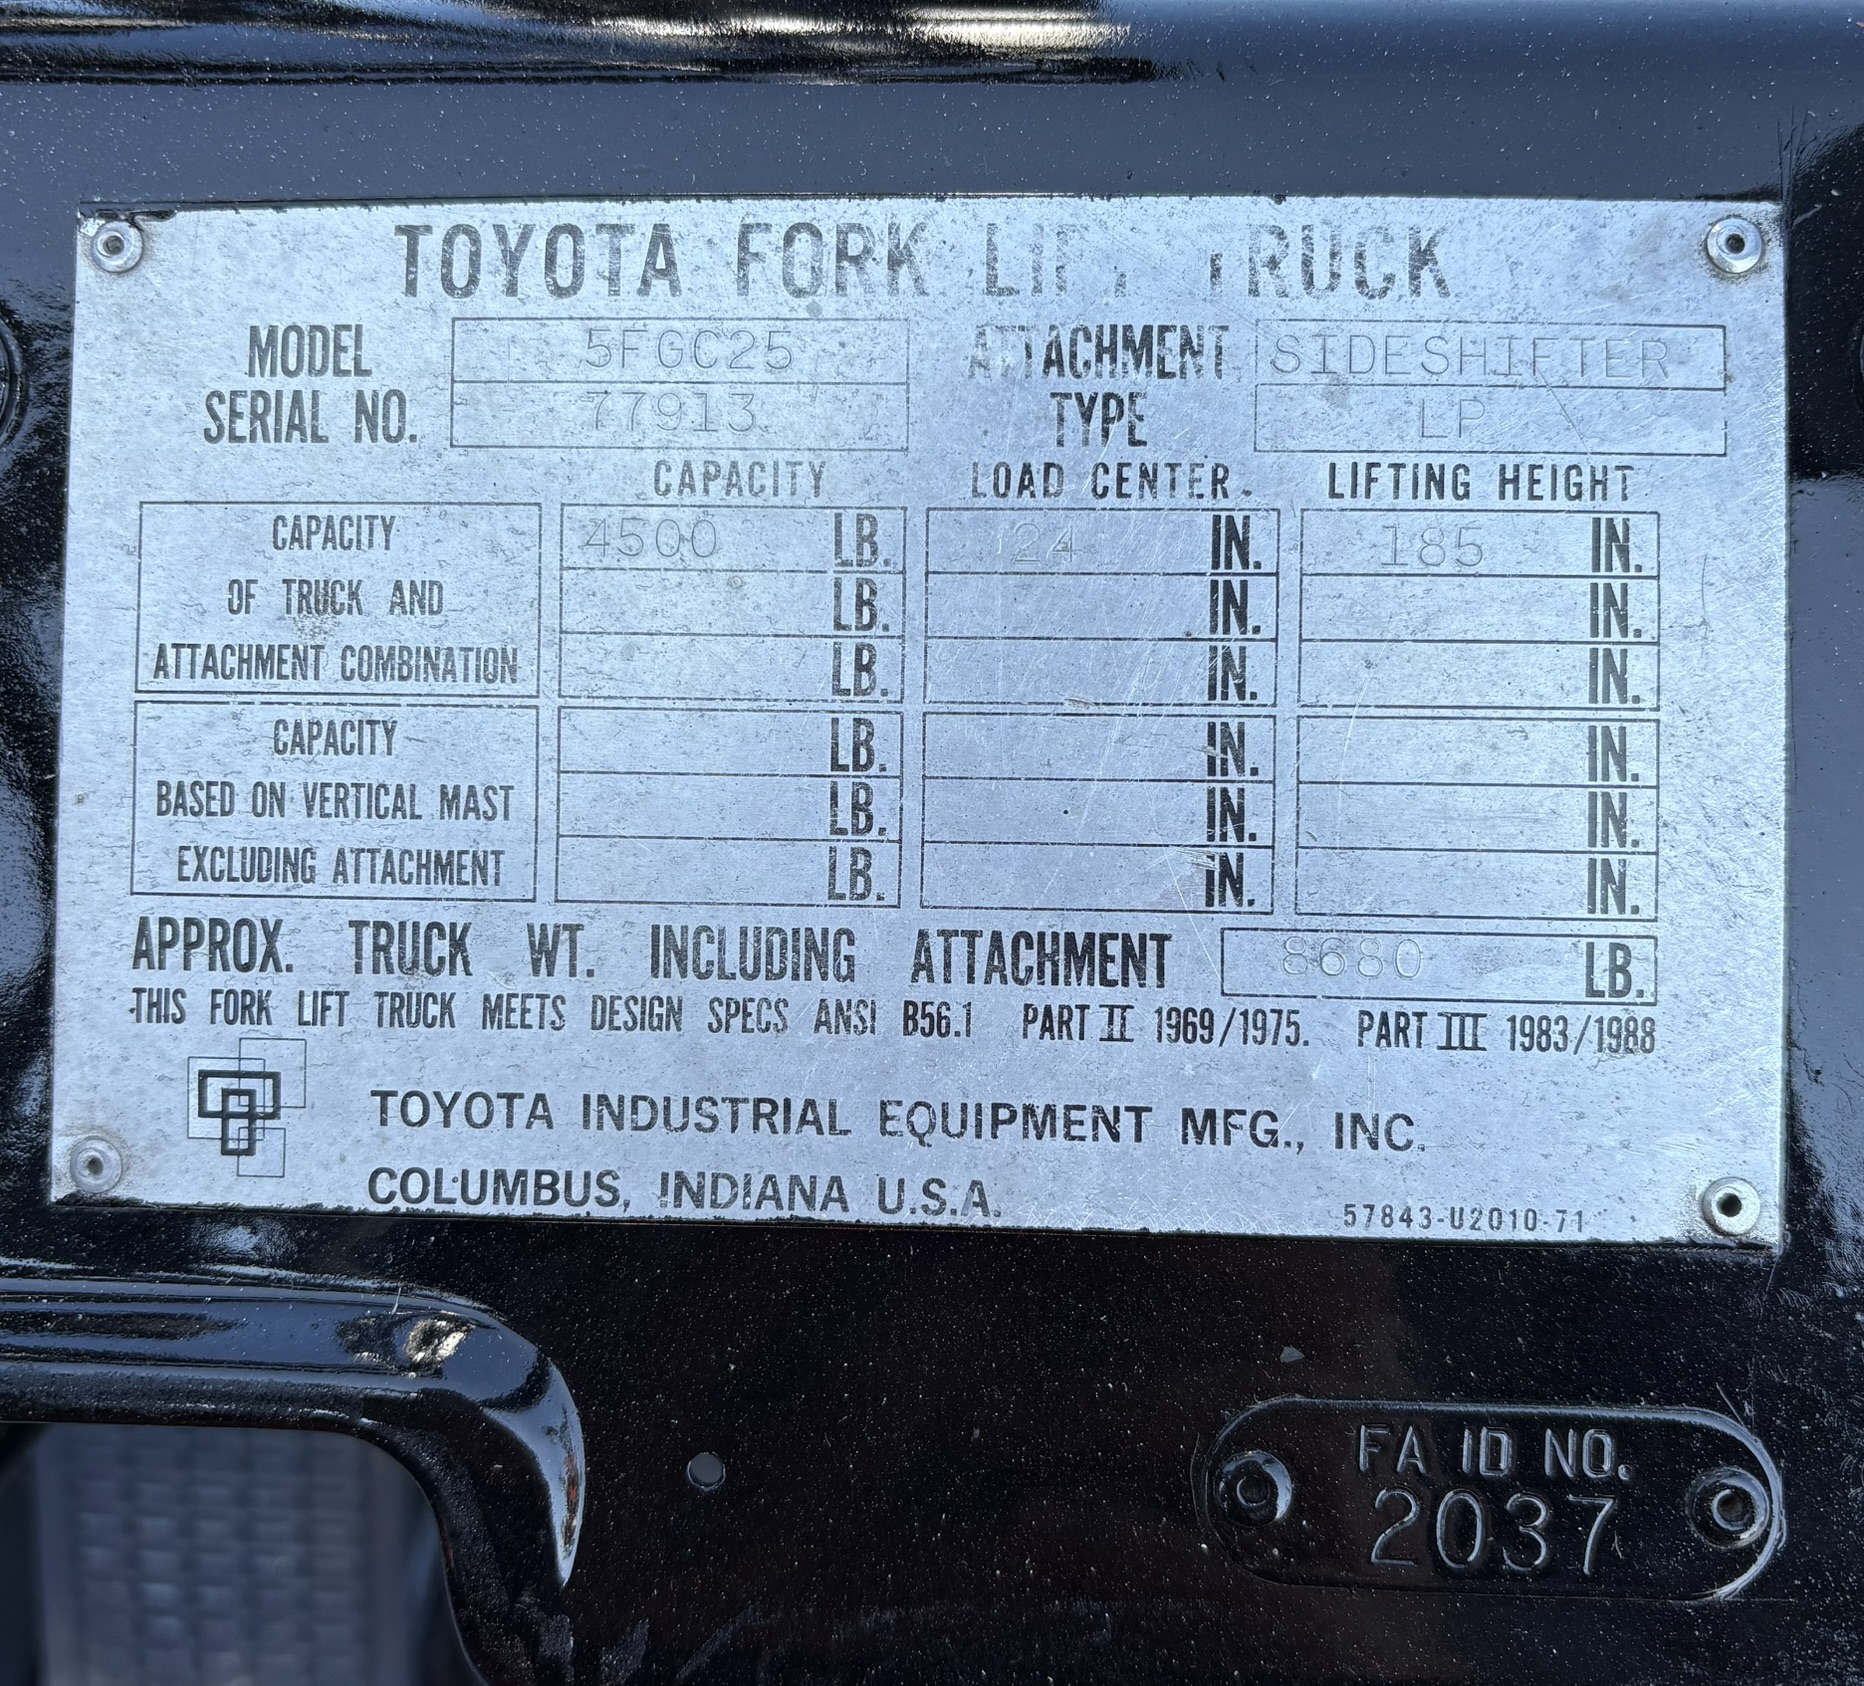 TOYOTA FORK LIFT TRUCK
MODEL 5FGC25 ATTACHMENT SIDESHIFTER
SERIAL NO. 77913 TYPE LP
CAPACITY LOAD CENTER. LIFTING HEIGHT
CAPACITY 4500 LB. 24 IN. 185 IN.
OF TRUCK AND LB. IN. IN.
ATTACHMENT COMBINATION LB. IN. IN.
CAPACITY LB. IN. IN.
BASED ON VERTICAL MAST LB. IN. IN.
EXCLUDING ATTACHMENT LB. IN. IN.
APPROX. TRUCK WT. INCLUDING ATTACHMENT 8680 LB.
THIS FORK LIFT TRUCK MEETS DESIGN SPECS ANSI B56.1 PART II 1969/1975. PART III 1983/1988
TOYOTA INDUSTRIAL EQUIPMENT MFG., INC.
COLUMBUS, INDIANA U.S.A.
57843-U2010-71
FA ID NO.
2037